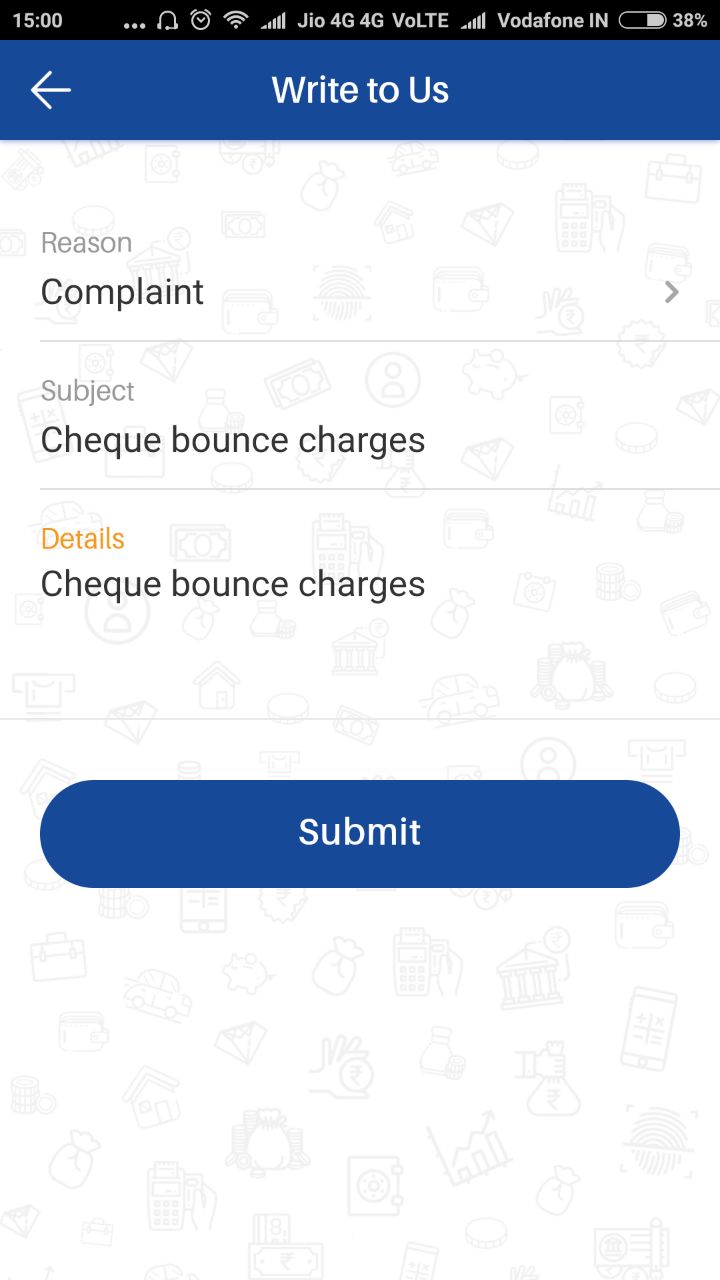 15:00 ... Jio 4G 4G VoLTE Vodafone IN 38%
Write to Us
Reason
Complaint
Subject
Cheque bounce charges
Details
Cheque bounce charges
Submit